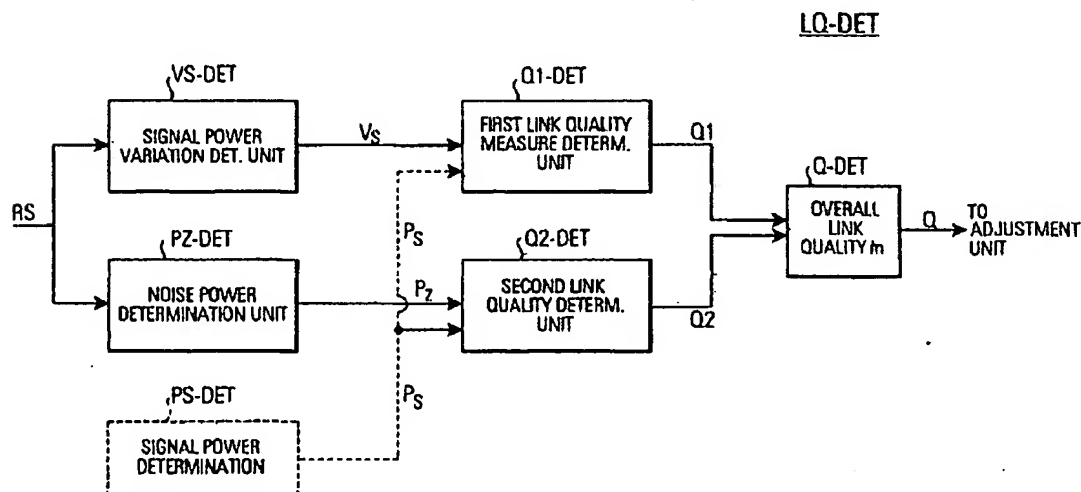 LQ-DET
VS-DET
SIGNAL POWER
VARIATION DET. UNIT
VS
Q1-DET
FIRST LINK QUALITY
MEASURE DETERM.
UNIT
Q1
RS
PS
Q-DET
OVERALL
LINK
QUALITY fn
Q
TO
ADJUSTMENT
UNIT
PZ-DET
NOISE POWER
DETERMINATION UNIT
PZ
Q2-DET
SECOND LINK
QUALITY DETERM.
UNIT
Q2
PS-DET
SIGNAL POWER
DETERMINATION
PS